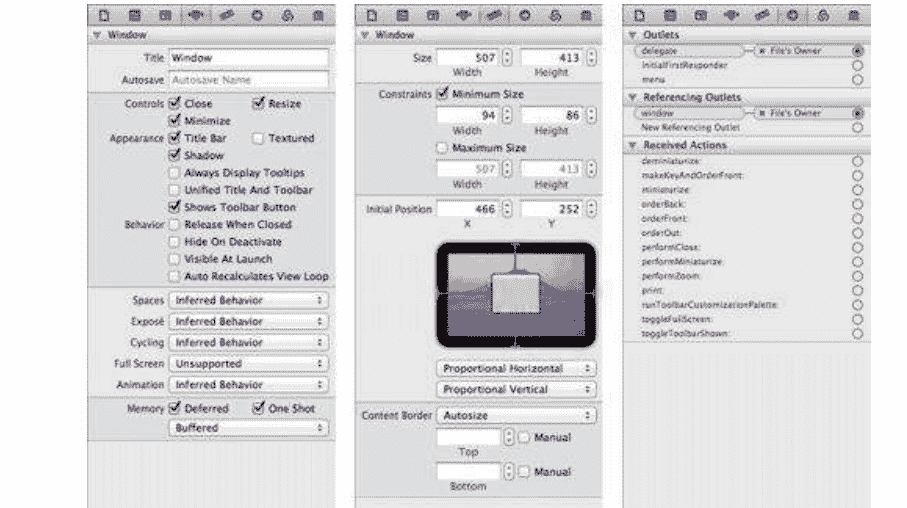 Window
Title Window
Autosave Autosave Name
Controls Close Resize
Minimize
Appearance Title Bar Textured
Shadow
Always Display Tooltips
Unified Title And Toolbar
Shows Toolbar Button
Behavior Release When Closed
Hide On Deactivate
Visible At Launch
Auto Recalculates View Loop
Spaces Inferred Behavior
Exposé Inferred Behavior
Cycling Inferred Behavior
Full Screen Unsupported
Animation Inferred Behavior
Memory Deferred One Shot
Buffered
Window
Size 507 413
Width Height
Constraints Minimum Size
94 86
Width Height
Maximum Size
507 413
Width Height
Initial Position 466 252
X Y
Proportional Horizontal
Proportional Vertical
Content Border Autosize
Manual
Top
Manual
Bottom
Outlets
delegate File's Owner
initialFirstResponder
menu
Referencing Outlets
window File's Owner
New Referencing Outlet
Received Actions
deminiaturize:
makeKeyAndOrderFront:
miniaturize:
orderBack:
orderFront:
orderOut:
performClose:
performMiniaturize:
performZoom:
print:
runToolbarCustomizationPalette:
toggleFullScreen:
toggleToolbarShown: